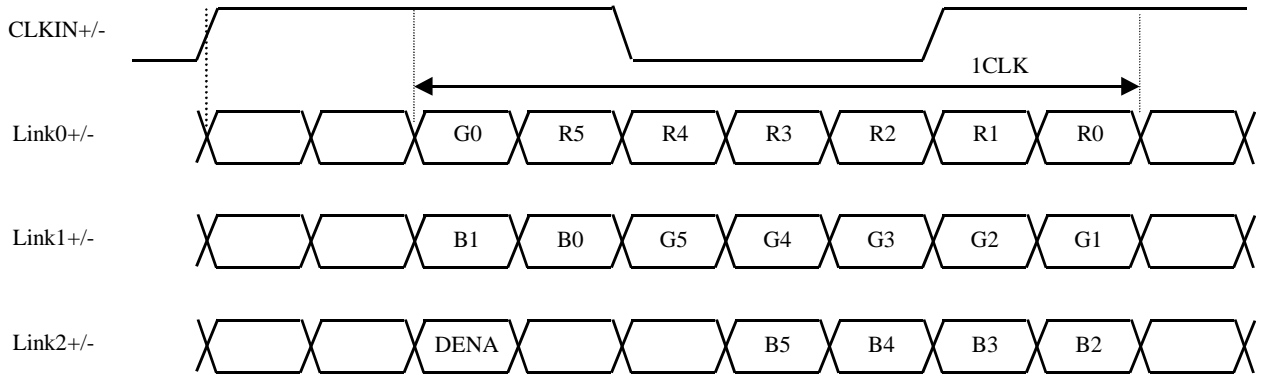 CLKIN+/-
1CLK
Link0+/- G0 R5 R4 R3 R2 R1 R0
Link1+/- B1 B0 G5 G4 G3 G2 G1
Link2+/- DENA B5 B4 B3 B2